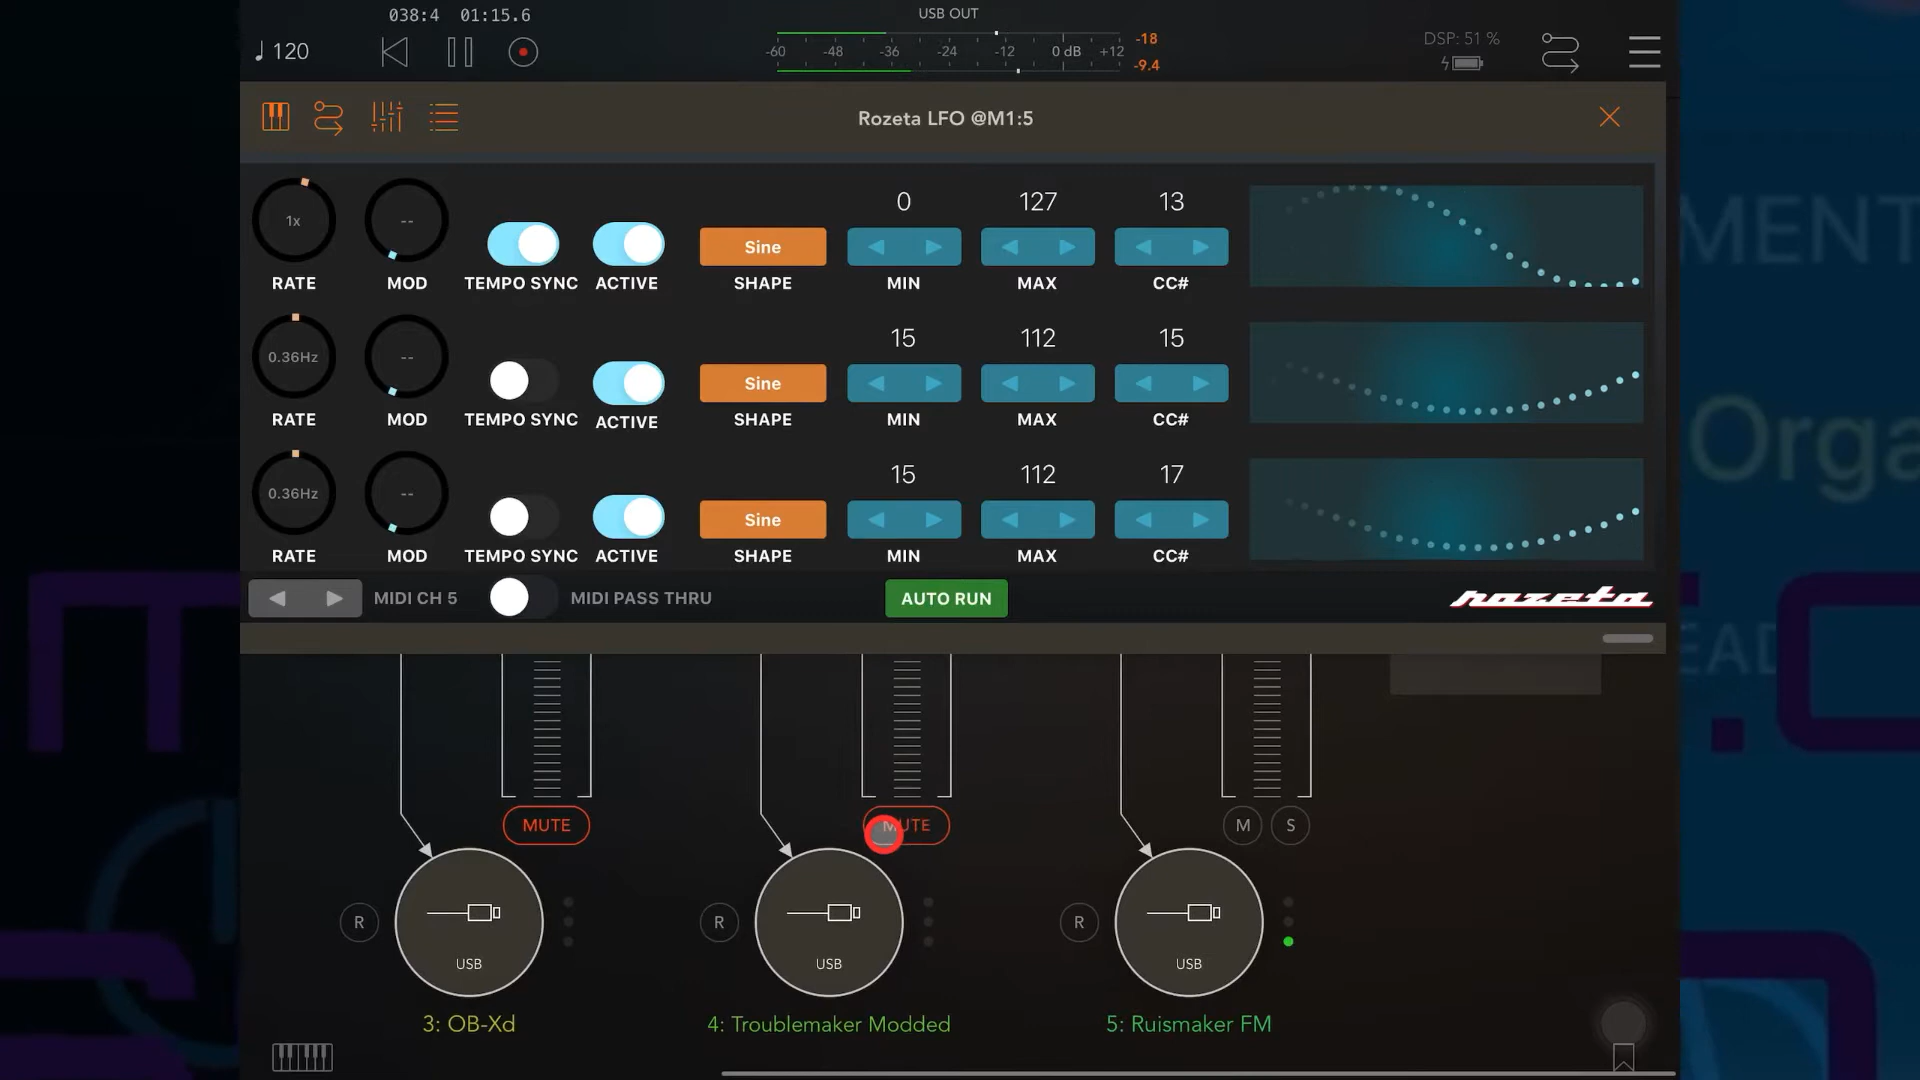 038:4 01:15.6
USB OUT
120
-60 -48 -36 -24 -12 0 dB +12
-18
-9.4
DSP: 51 %
Rozeta LFO @M1:5
1x -- 0 127 13
Sine
RATE MOD TEMPO SYNC ACTIVE SHAPE MIN MAX CC#
0.36Hz -- 15 112 15
Sine
RATE MOD TEMPO SYNC ACTIVE SHAPE MIN MAX CC#
0.36Hz -- 15 112 17
Sine
RATE MOD TEMPO SYNC ACTIVE SHAPE MIN MAX CC#
MIDI CH 5 MIDI PASS THRU AUTO RUN rozeta
MUTE MUTE M S
R R R
USB USB USB
3: OB-Xd 4: Troublemaker Modded 5: Ruismaker FM
MENT
Orga
EAD